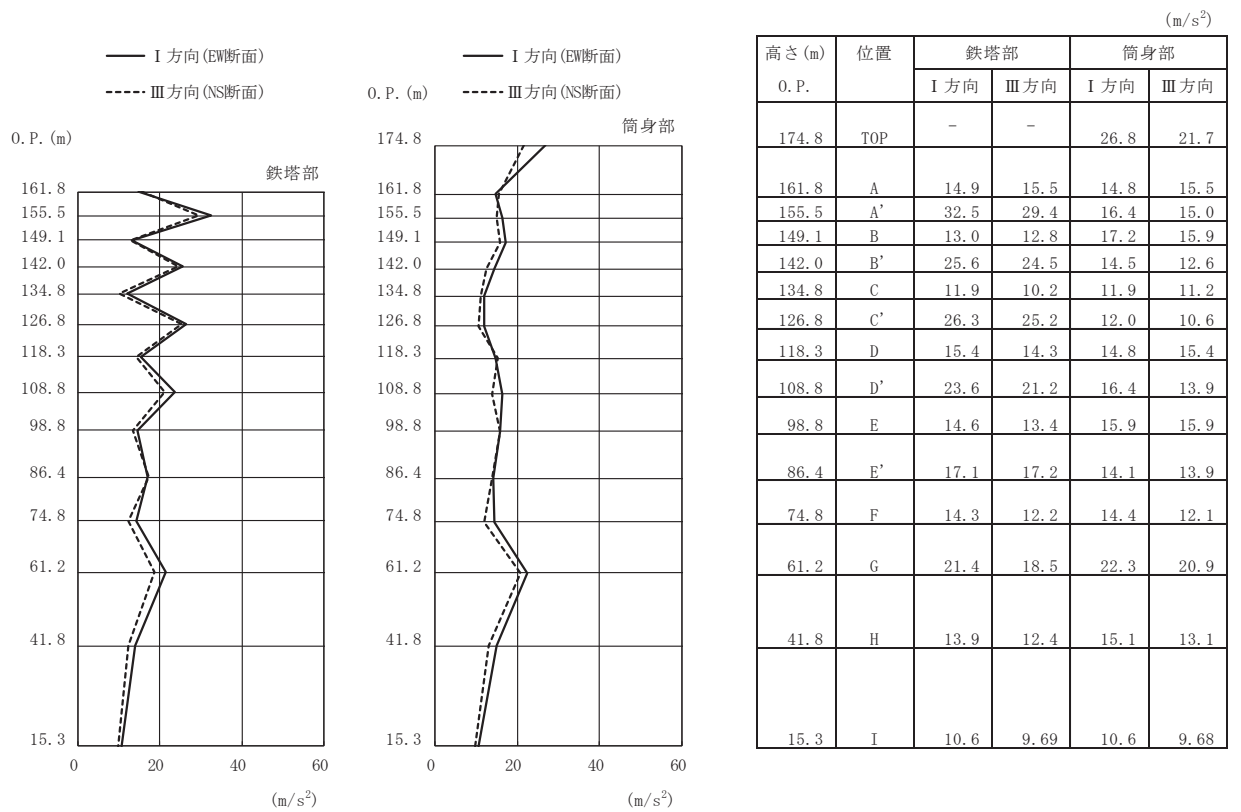 (m/s²)
I 方向(EW断面)
Ⅲ方向(NS断面)
O.P.(m)
鉄塔部
161.8
155.5
149.1
142.0
134.8
126.8
118.3
108.8
98.8
86.4
74.8
61.2
41.8
15.3
0 20 40 60
(m/s²)
I 方向(EW断面)
Ⅲ方向(NS断面)
O.P.(m)
筒身部
174.8
161.8
155.5
149.1
142.0
134.8
126.8
118.3
108.8
98.8
86.4
74.8
61.2
41.8
15.3
0 20 40 60
(m/s²)
高さ(m) 位置 鉄塔部 筒身部
O.P. I 方向 Ⅲ方向 I 方向 Ⅲ方向
174.8 TOP - - 26.8 21.7
161.8 A 14.9 15.5 14.8 15.5
155.5 A' 32.5 29.4 16.4 15.0
149.1 B 13.0 12.8 17.2 15.9
142.0 B' 25.6 24.5 14.5 12.6
134.8 C 11.9 10.2 11.9 11.2
126.8 C' 26.3 25.2 12.0 10.6
118.3 D 15.4 14.3 14.8 15.4
108.8 D' 23.6 21.2 16.4 13.9
98.8 E 14.6 13.4 15.9 15.9
86.4 E' 17.1 17.2 14.1 13.9
74.8 F 14.3 12.2 14.4 12.1
61.2 G 21.4 18.5 22.3 20.9
41.8 H 13.9 12.4 15.1 13.1
15.3 I 10.6 9.69 10.6 9.68